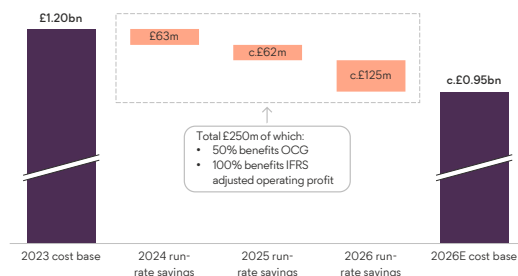 £1.20bn
£63m
c.£62m
c.£125m
c.£0.95bn
Total £250m of which:
• 50% benefits OCG
• 100% benefits IFRS
adjusted operating profit
2023 cost base
2024 run-
rate savings
2025 run-
rate savings
2026 run-
rate savings
2026E cost base